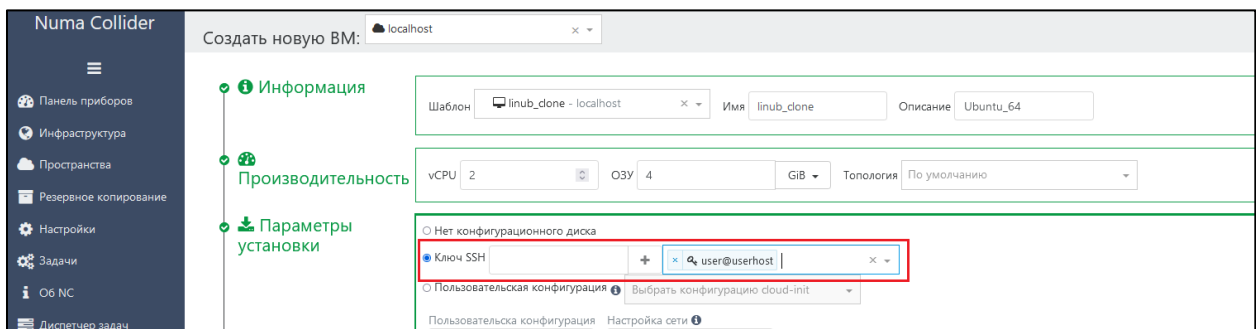 Numa Collider
Создать новую ВМ: localhost
Панель приборов
Инфраструктура
Пространства
Резервное копирование
Настройки
Задачи
Об NC
Диспетчер задач
Информация
Шаблон linub_clone - localhost Имя linub_clone Описание Ubuntu_64
Производительность
vCPU 2 ОЗУ 4 GiB Топология По умолчанию
Параметры
установки
Нет конфигурационного диска
Ключ SSH user@userhost
Пользовательская конфигурация Выбрать конфигурацию cloud-init
Пользовательска конфигурация Настройка сети